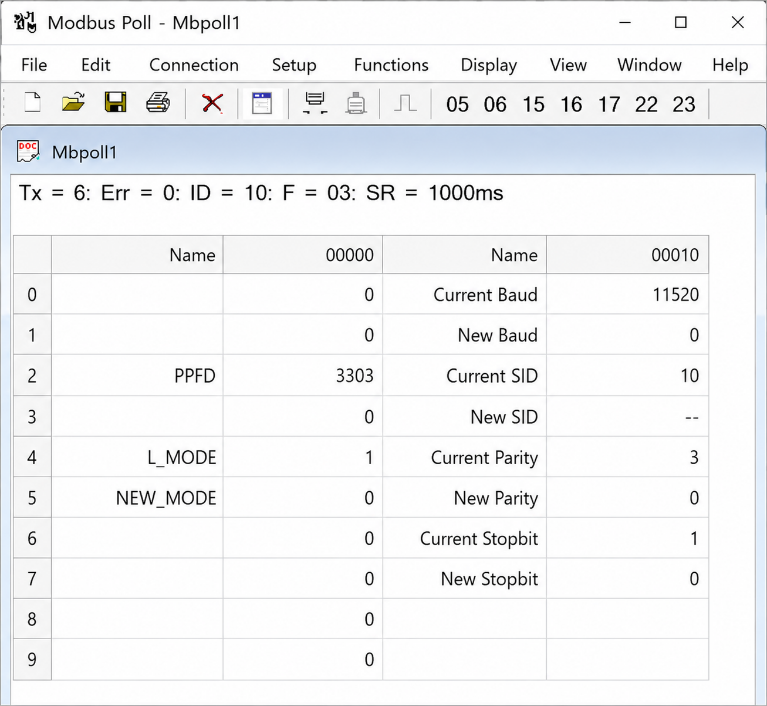 Modbus Poll - Mbpoll1
File Edit Connection Setup Functions Display View Window Help
05 06 15 16 17 22 23
DOC Mbpoll1
Tx = 6: Err = 0: ID = 10: F = 03: SR = 1000ms
Name 00000 Name 00010
0 0 Current Baud 11520
1 0 New Baud 0
2 PPFD 3303 Current SID 10
3 0 New SID --
4 L_MODE 1 Current Parity 3
5 NEW_MODE 0 New Parity 0
6 0 Current Stopbit 1
7 0 New Stopbit 0
8 0
9 0